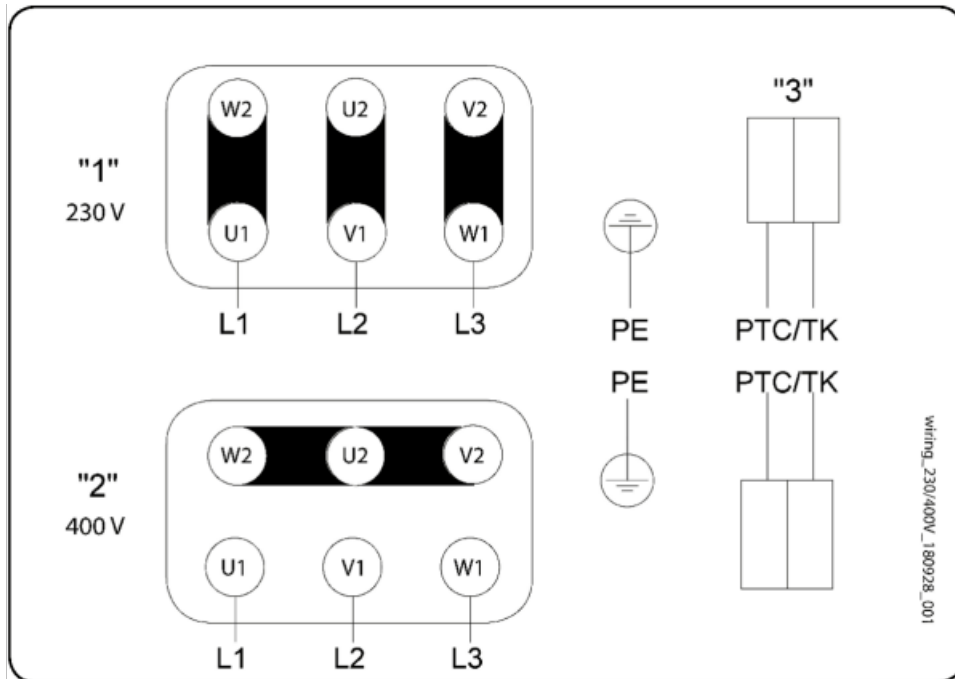 "1"
230 V
W2 U2 V2
U1 V1 W1
L1 L2 L3
"3"
PE
PTC/TK
PE
PTC/TK
"2"
400 V
W2 U2 V2
U1 V1 W1
L1 L2 L3
wiring_230/400V_180928_001